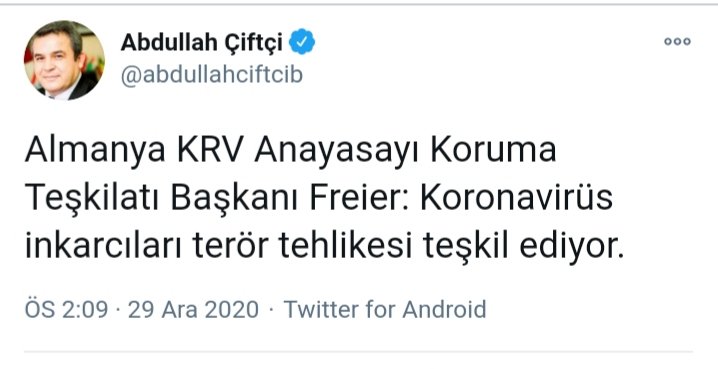 Abdullah Çiftçi
@abdullahciftcib
Almanya KRV Anayasayı Koruma
Teşkilatı Başkanı Freier: Koronavirüs
inkarcıları terör tehlikesi teşkil ediyor.
ÖS 2:09 · 29 Ara 2020 · Twitter for Android